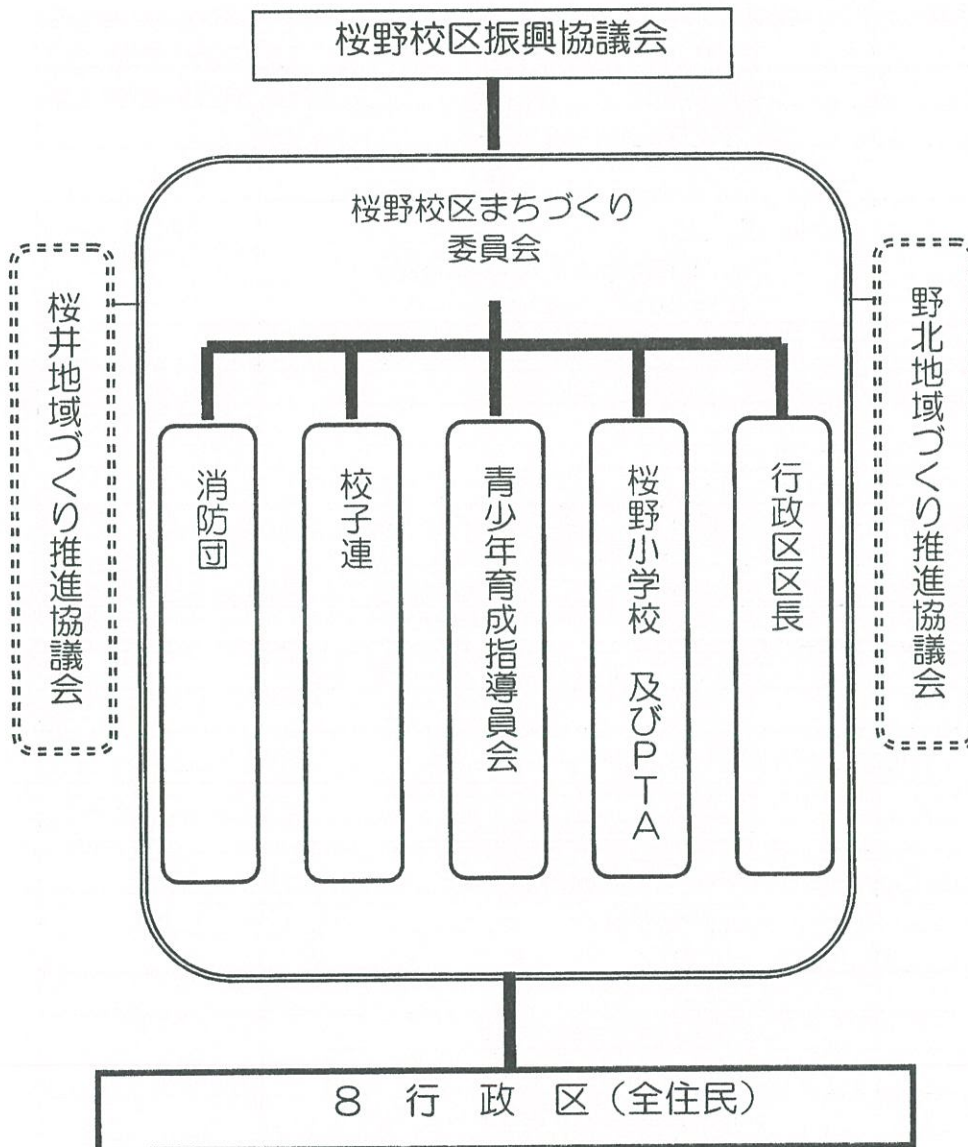 桜野校区振興協議会
桜野校区まちづくり
委員会
桜井地域づくり推進協議会
野北地域づくり推進協議会
消防団
校子連
青少年育成指導員会
桜野小学校 及びPTA
行政区区長
8 行 政 区（全住民）